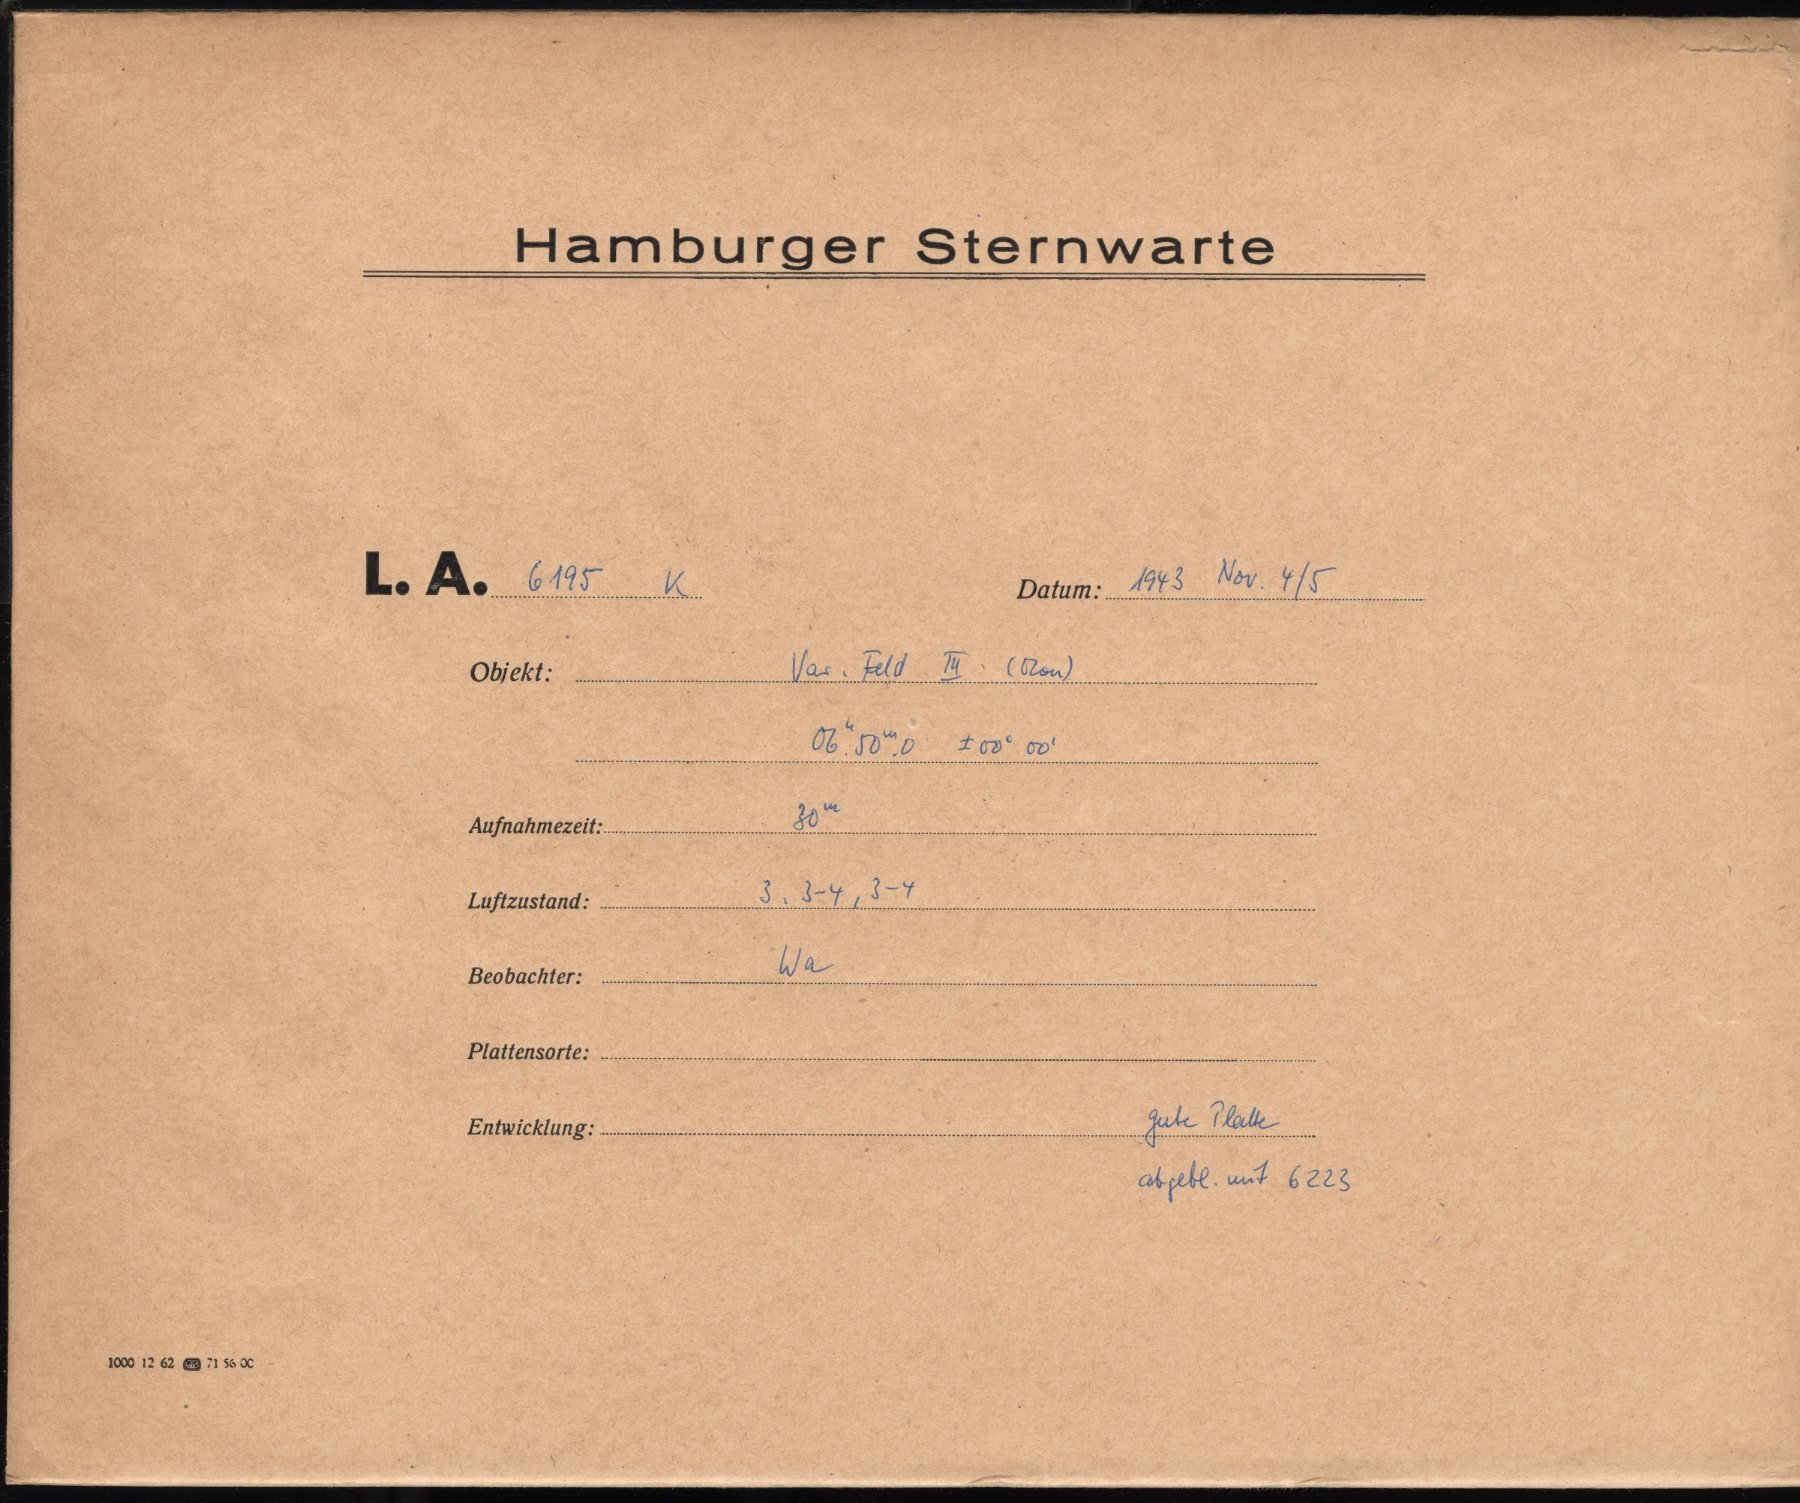 Hamburger Sternwarte
L. A. 6195 K Datum: 1943 Nov. 4/5
Objekt: Var. Feld III (Mon)
06h 50m.0 ±00° 00'
Aufnahmezeit: 30m
Luftzustand: 3, 3-4, 3-4
Beobachter: Wa
Plattensorte:
Entwicklung: gute Platte
abgebl. mit 6223
1000 12 62 71 56 00